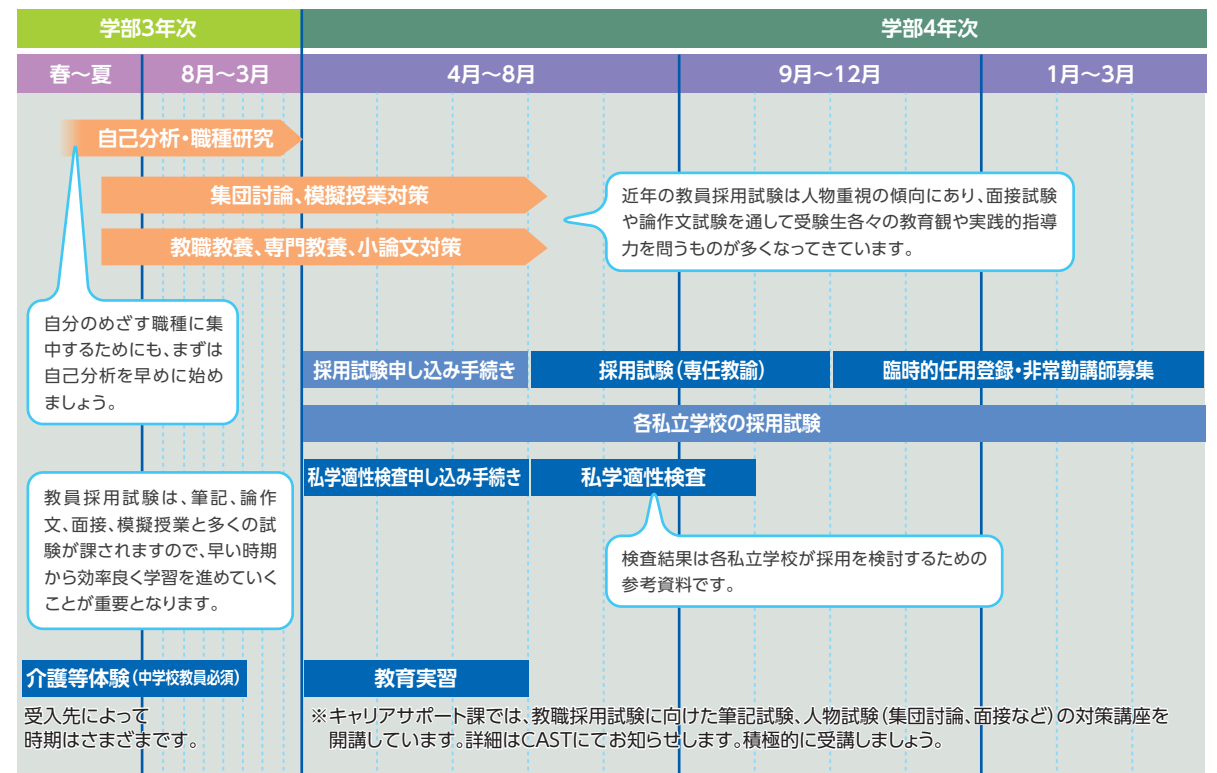 学部3年次
学部4年次
春～夏
8月～3月
4月～8月
9月～12月
1月～3月
自己分析・職種研究
集団討論、模擬授業対策
教職教養、専門教養、小論文対策
近年の教員採用試験は人物重視の傾向にあり、面接試験
や論作文試験を通して受験生各々の教育観や実践的指導
力を問うものが多くなってきています。
自分のめざす職種に集
中するためにも、まずは
自己分析を早めに始め
ましょう。
採用試験申し込み手続き
採用試験（専任教諭）
臨時的任用登録・非常勤講師募集
各私立学校の採用試験
私学適性検査申し込み手続き
私学適性検査
教員採用試験は、筆記、論作
文、面接、模擬授業と多くの試
験が課されますので、早い時期
から効率良く学習を進めていく
ことが重要となります。
検査結果は各私立学校が採用を検討するための
参考資料です。
介護等体験（中学校教員必須）
教育実習
受入先によって
時期はさまざまです。
※キャリアサポート課では、教職採用試験に向けた筆記試験、人物試験（集団討論、面接など）の対策講座を
開講しています。詳細はCASTにてお知らせします。積極的に受講しましょう。